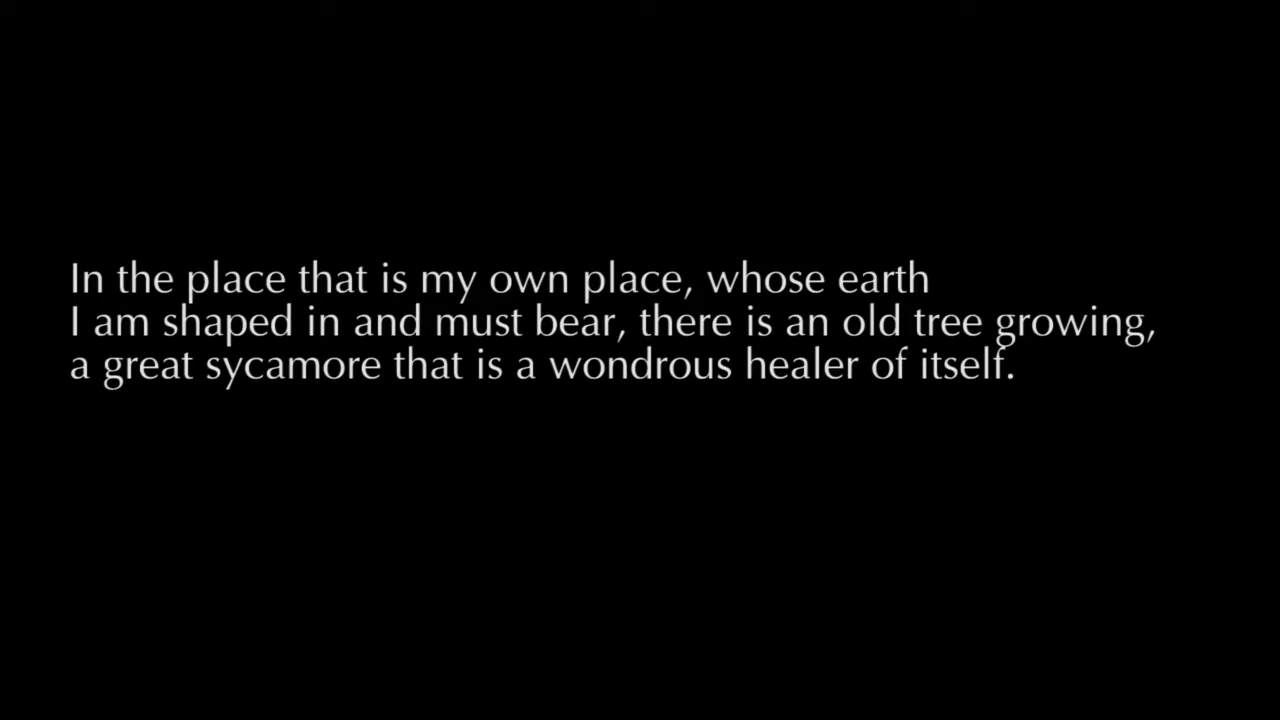 In the place that is my own place, whose earth
I am shaped in and must bear, there is an old tree growing,
a great sycamore that is a wondrous healer of itself.